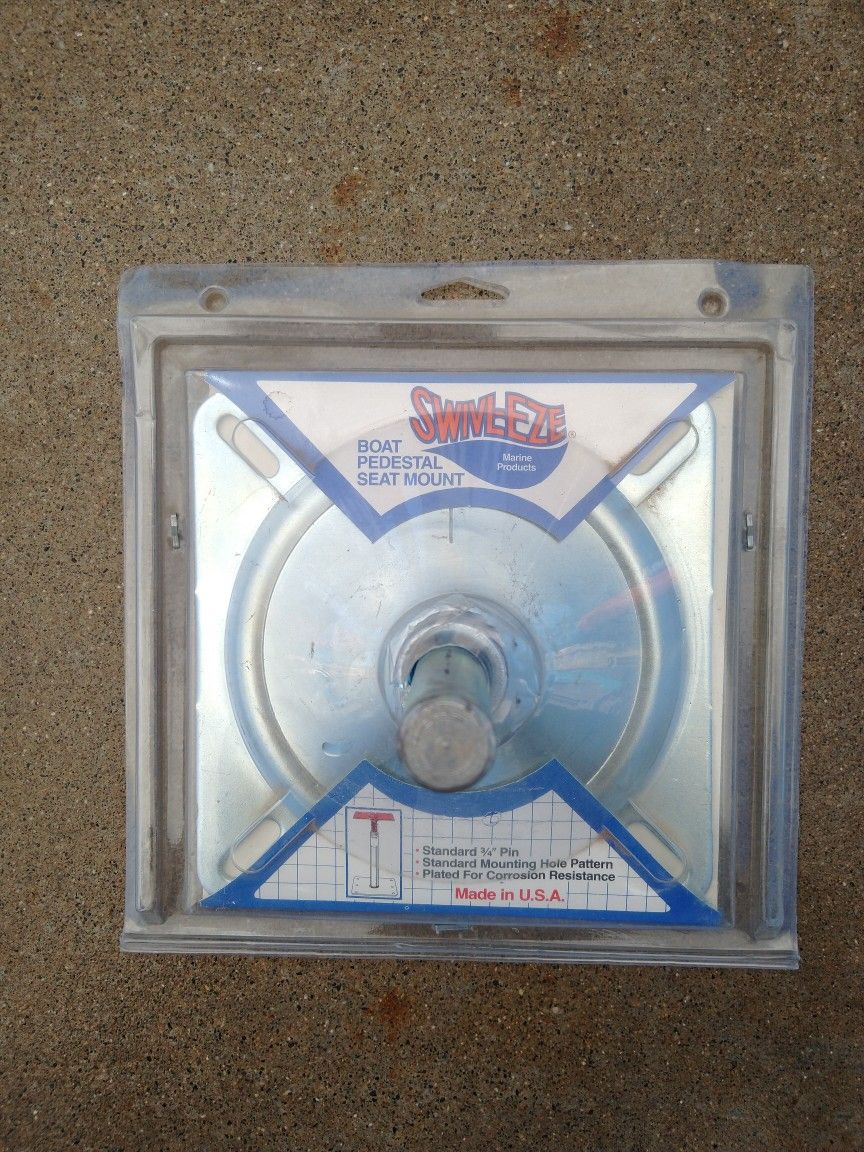 SWIVL-EZE®
Marine
Products
BOAT
PEDESTAL
SEAT MOUNT
• Standard ¾" Pin
• Standard Mounting Hole Pattern
• Plated For Corrosion Resistance
Made in U.S.A.